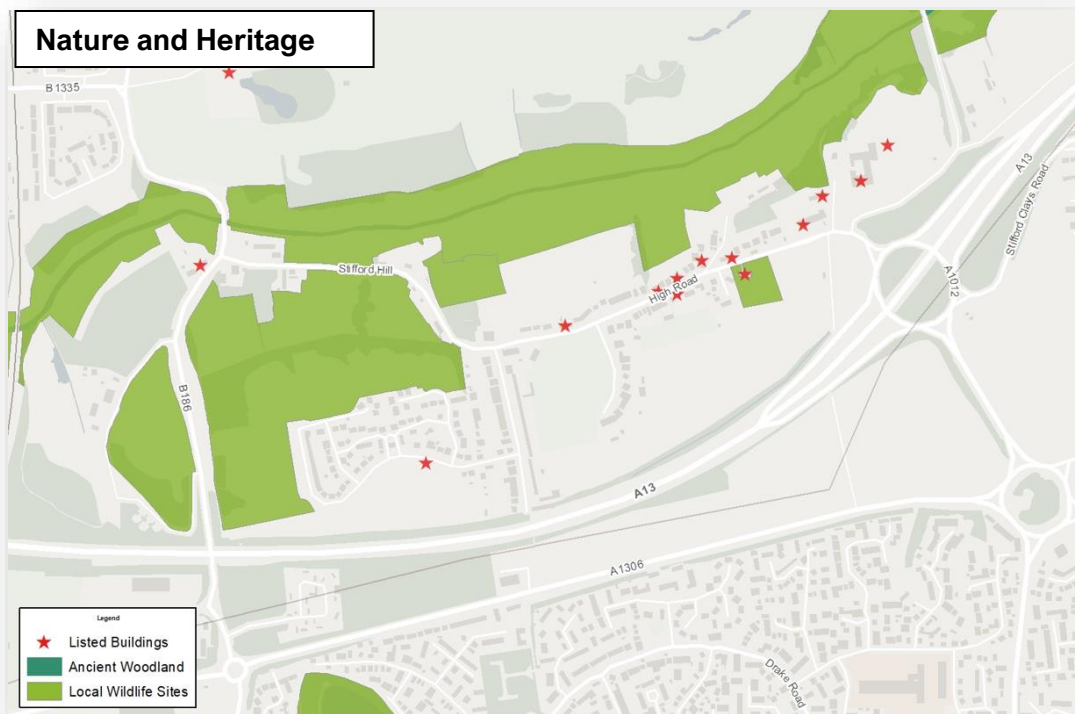 Nature and Heritage
B 1335
A13
Stifford Clays Road
A1012
Stifford Hill
High Road
B186
A13
A1306
Drake Road
Legend
Listed Buildings
Ancient Woodland
Local Wildlife Sites